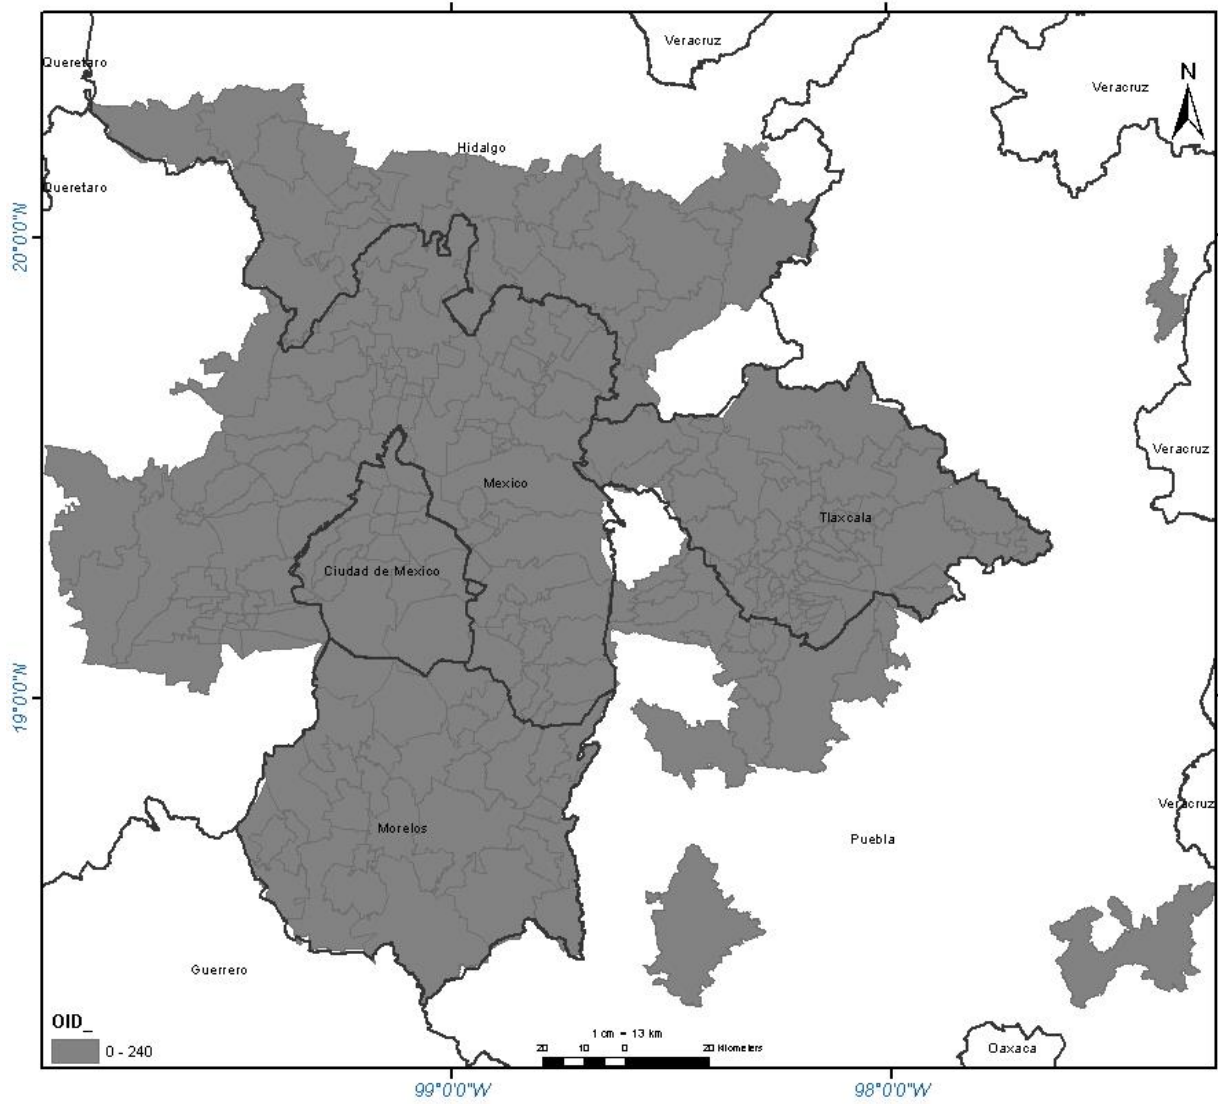 Veracruz
Queretaro
N
Veracruz
Hidalgo
Queretaro
20°0'0"N
Veracruz
Mexico
Tlaxcala
Ciudad de Mexico
19°0'0"N
Veracruz
Morelos
Puebla
Guerrero
OID_
0 - 240
1 cm = 13 km
20 10 0 20 Kilometers
Oaxaca
99°0'0"W 98°0'0"W